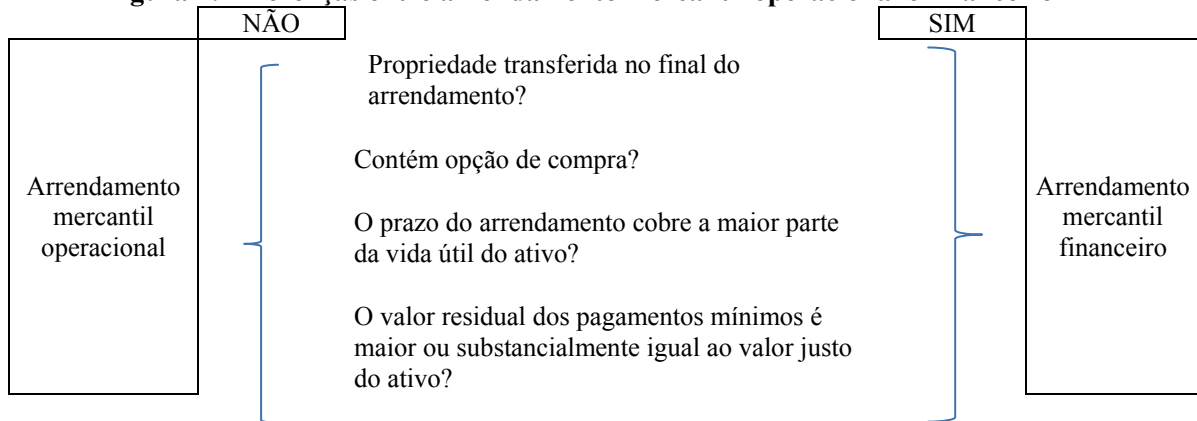 NÃO
SIM
Propriedade transferida no final do
arrendamento?
Contém opção de compra?
Arrendamento
mercantil
operacional
O prazo do arrendamento cobre a maior parte
da vida útil do ativo?
O valor residual dos pagamentos mínimos é
maior ou substancialmente igual ao valor justo
do ativo?
Arrendamento
mercantil
financeiro